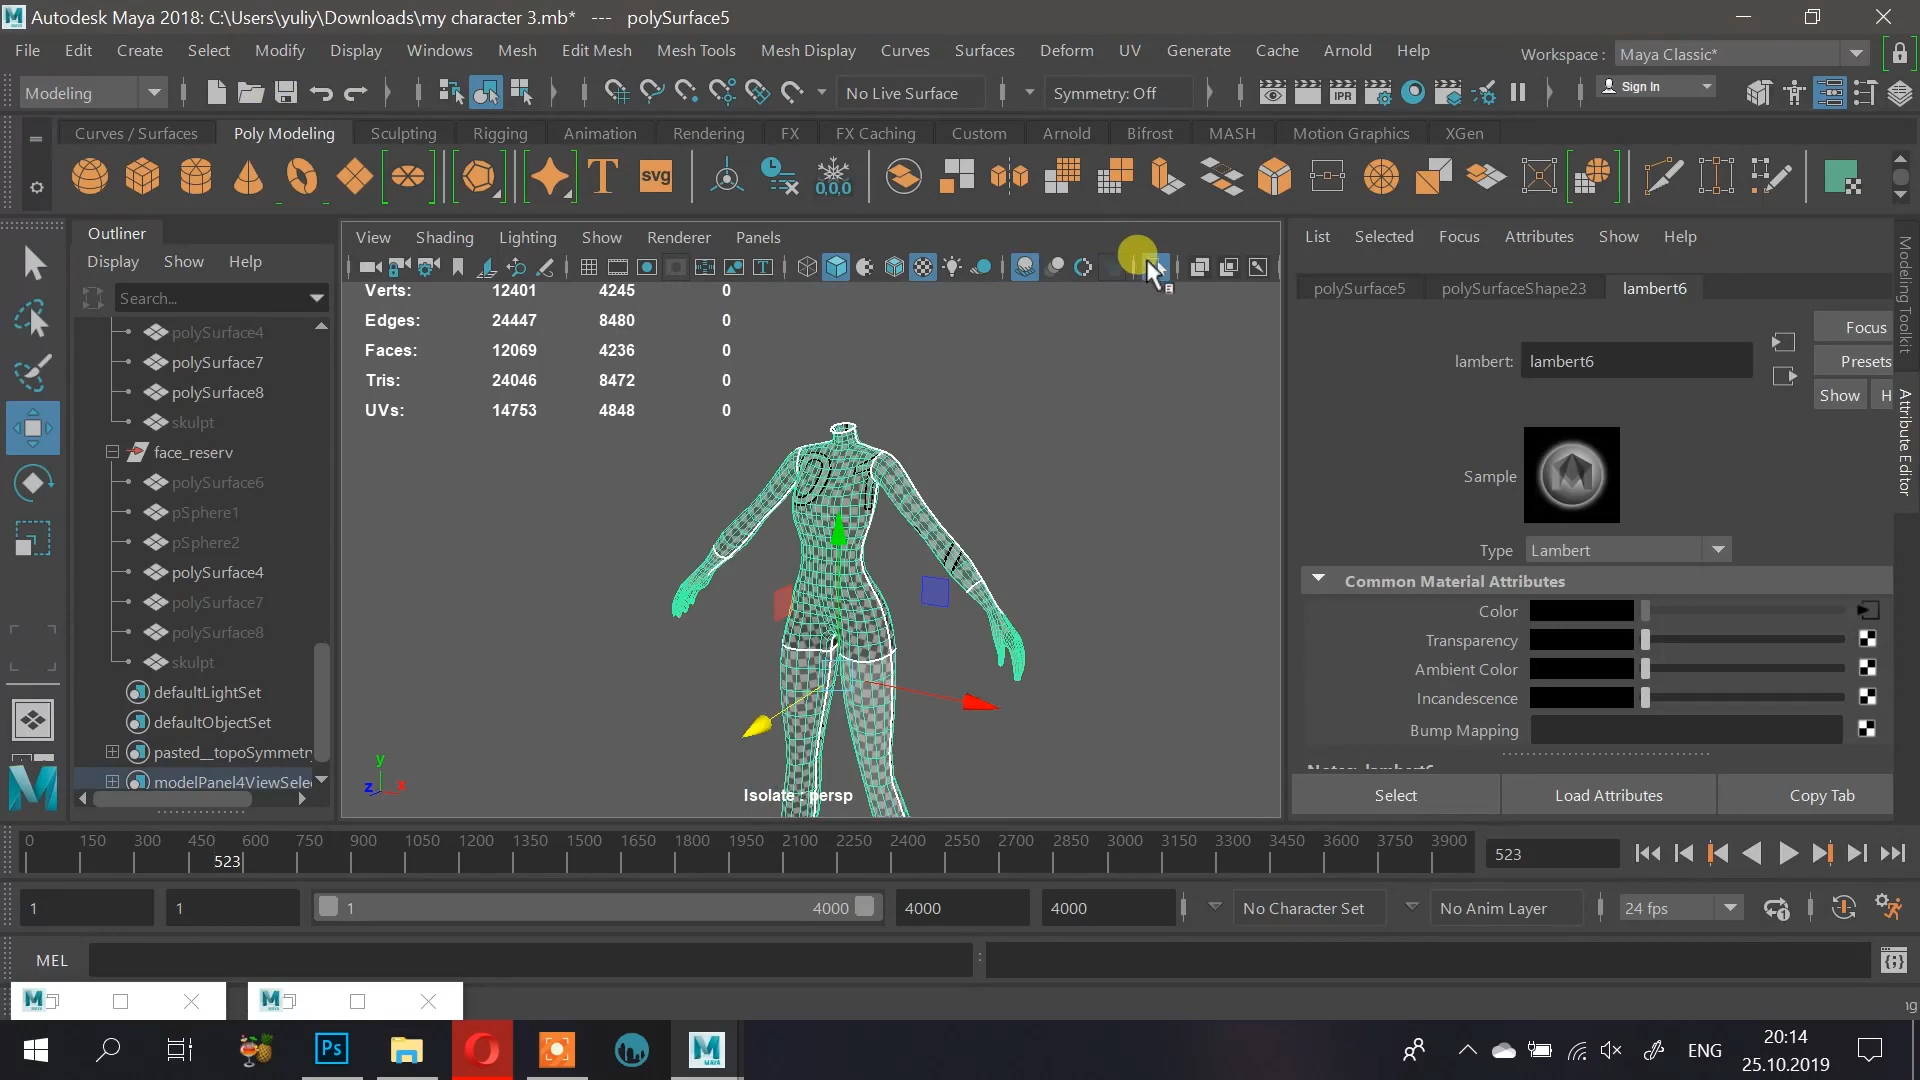 Autodesk Maya 2018: C:\Users\yuliy\Downloads\my character 3.mb* --- polySurface5
File Edit Create Select Modify Display Windows Mesh Edit Mesh Mesh Tools Mesh Display Curves Surfaces Deform UV Generate Cache Arnold Help
Workspace : Maya Classic*
Modeling
No Live Surface
Symmetry: Off
IPR
Sign In
Curves / Surfaces Poly Modeling Sculpting Rigging Animation Rendering FX FX Caching Custom Arnold Bifrost MASH Motion Graphics XGen
T
svg
0,0,0
Outliner
Display Show Help
Search...
polySurface4
polySurface7
polySurface8
skulpt
face_reserv
polySurface6
pSphere1
pSphere2
polySurface4
polySurface7
polySurface8
skulpt
defaultLightSet
defaultObjectSet
pasted__topoSymmetr
modelPanel4ViewSele
View Shading Lighting Show Renderer Panels
Verts: 12401 4245 0
Edges: 24447 8480 0
Faces: 12069 4236 0
Tris: 24046 8472 0
UVs: 14753 4848 0
y
z x
Isolate : persp
List Selected Focus Attributes Show Help
polySurface5 polySurfaceShape23 lambert6
Focus
Presets
Show H
lambert: lambert6
Sample
Type Lambert
Common Material Attributes
Color
Transparency
Ambient Color
Incandescence
Bump Mapping
Select Load Attributes Copy Tab
Modeling Toolkit
Attribute Editor
0 150 300 450 600 750 900 1050 1200 1350 1500 1650 1800 1950 2100 2250 2400 2550 2700 2850 3000 3150 3300 3450 3600 3750 3900
523
523
1 1 1 4000 4000 4000
No Character Set
No Anim Layer
24 fps
MEL
:
ng
Ps
M
MAYA
ENG
20:14
25.10.2019